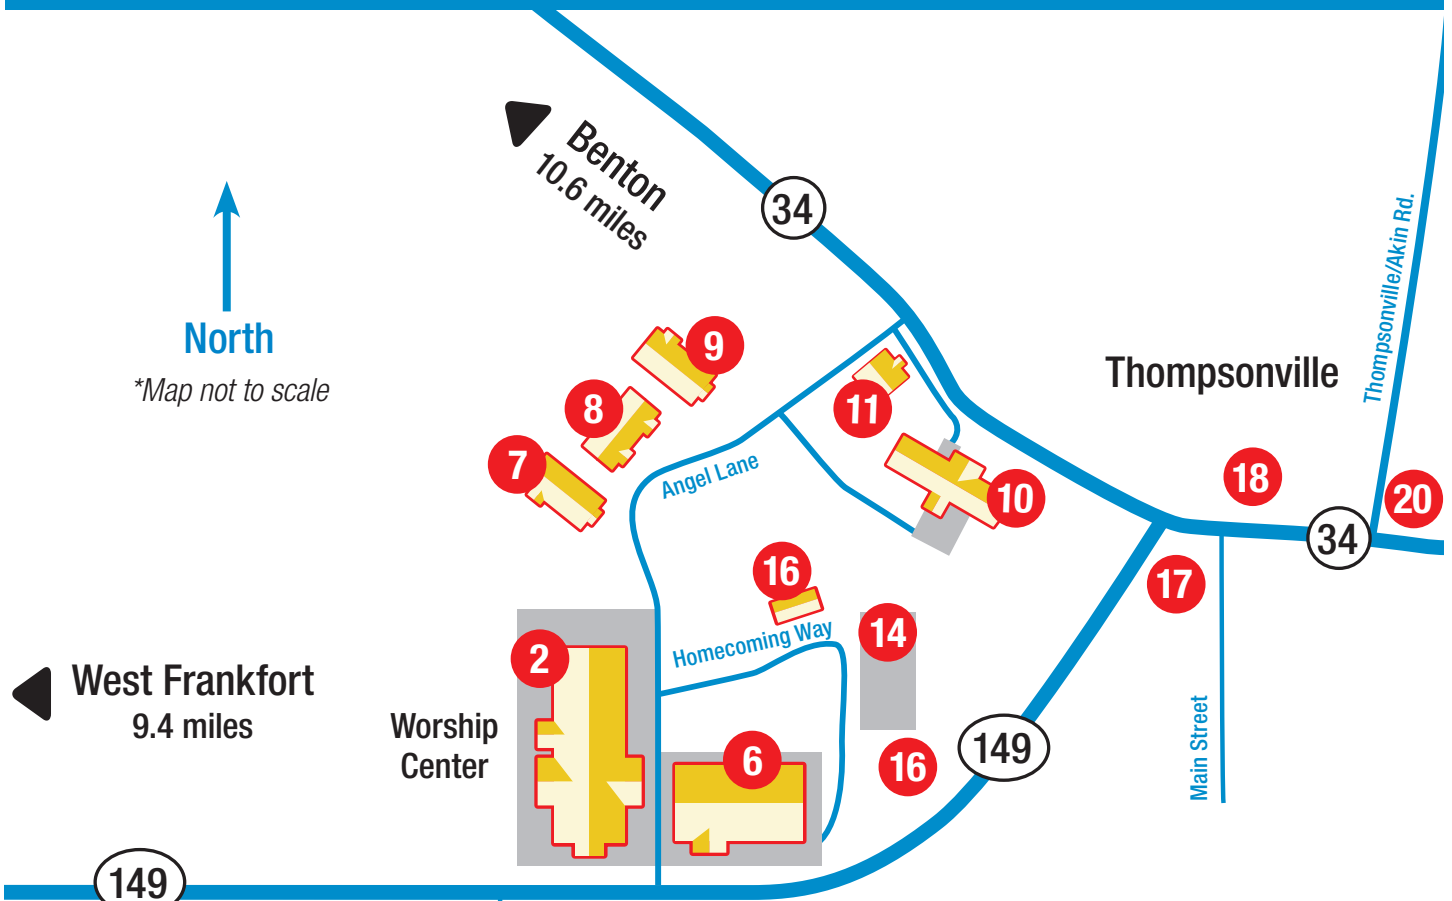 Benton
10.6 miles
34
North
*Map not to scale
Thompsonville/Akin Rd.
Thompsonville
9
8
11
7
Angel Lane
10
18
20
34
16
17
14
Homecoming Way
2
West Frankfort
9.4 miles
Worship
Center
6
16
149
Main Street
149